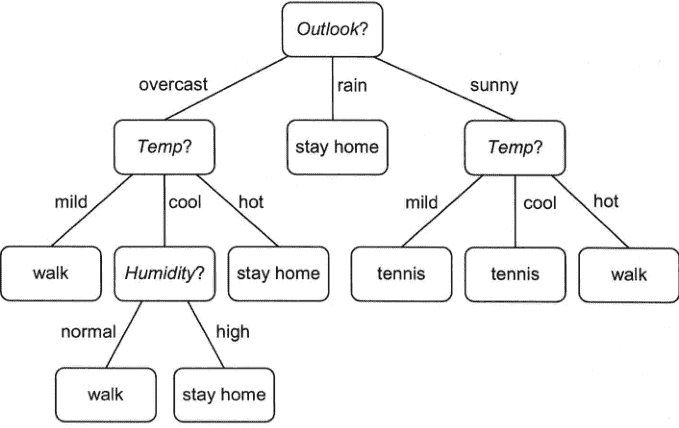 Outlook?
overcast
rain
sunny
Temp?
stay home
Temp?
mild
cool
hot
mild
cool
hot
walk
Humidity?
stay home
tennis
tennis
walk
normal
high
walk
stay home